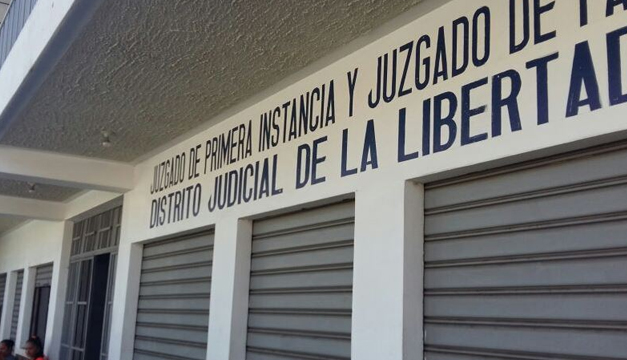 JUZGADO DE PRIMERA INSTANCIA Y JUZGADO DE
DISTRITO JUDICIAL DE LA LIBERTAD